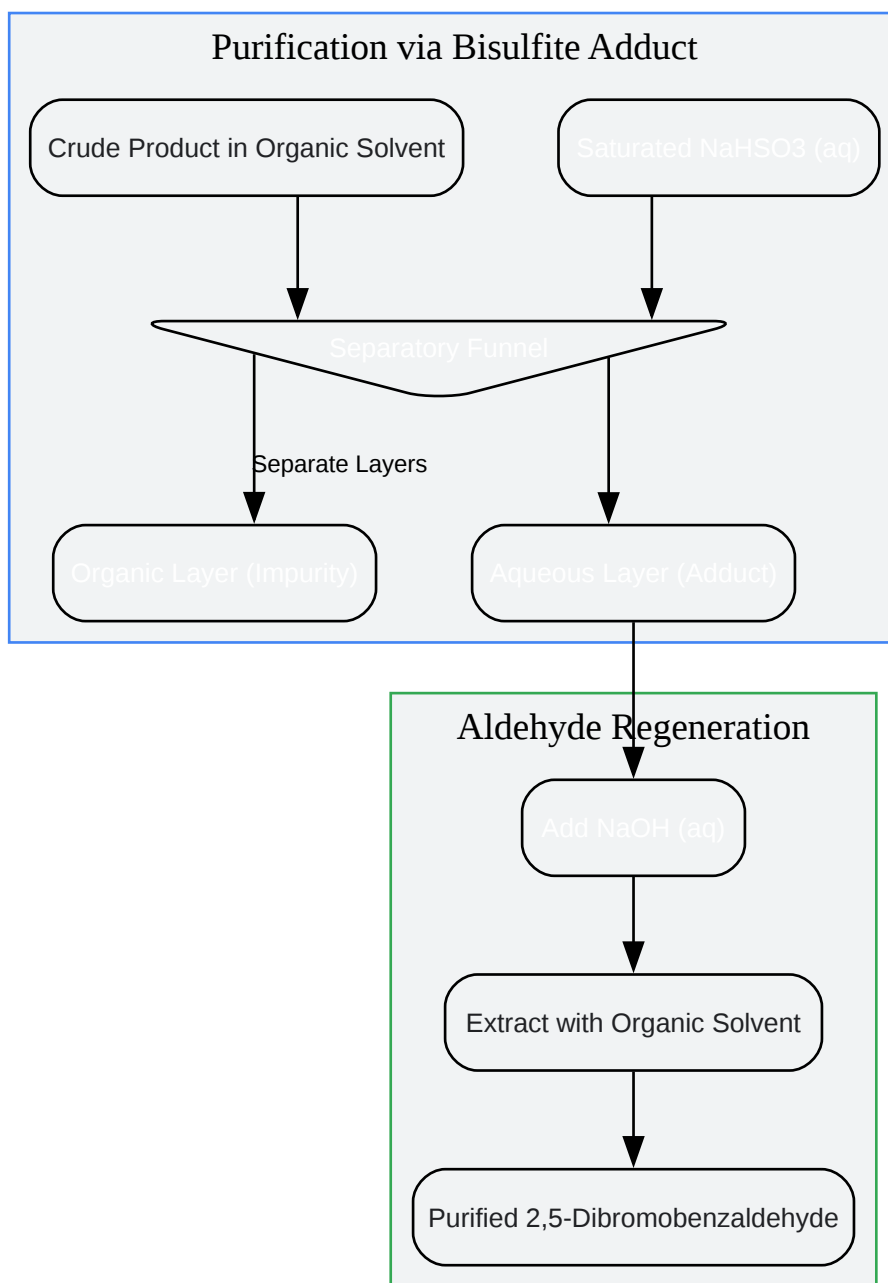 Purification via Bisulfite Adduct
Crude Product in Organic Solvent
Saturated NaHSO3 (aq)
Separatory Funnel
Separate Layers
Organic Layer (Impurity)
Aqueous Layer (Adduct)
Aldehyde Regeneration
Add NaOH (aq)
Extract with Organic Solvent
Purified 2,5-Dibromobenzaldehyde